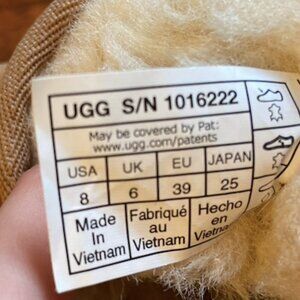 UGG S/N 1016222
May be covered by Pat:
www.ugg.com/patents
USA UK EU JAPAN
8 6 39 25
Made In Vietnam
Fabriqué au Vietnam
Hecho en Vietnam